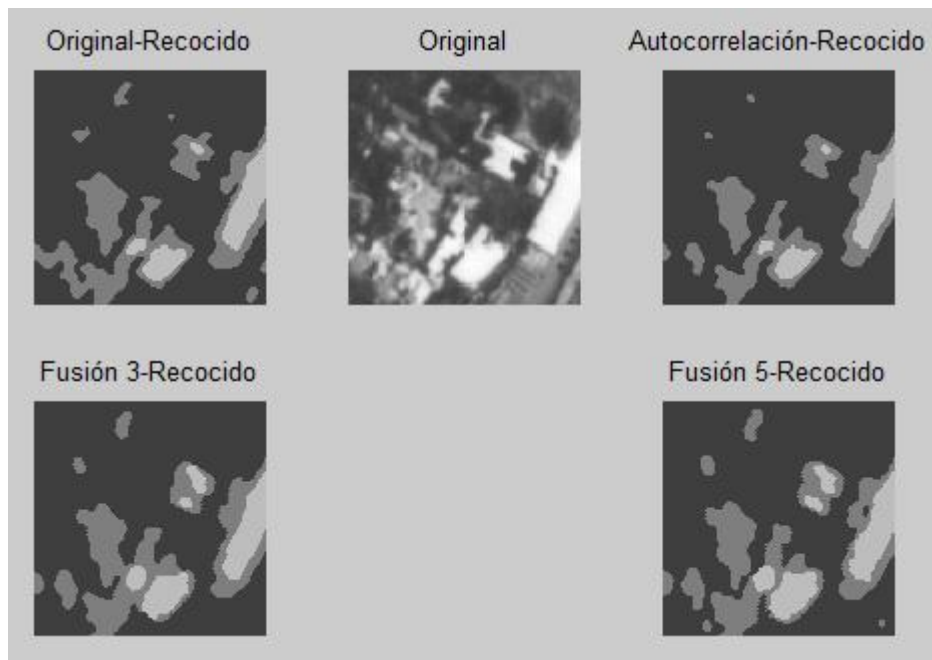 Original-Recocido
Original
Autocorrelación-Recocido
Fusión 3-Recocido
Fusión 5-Recocido